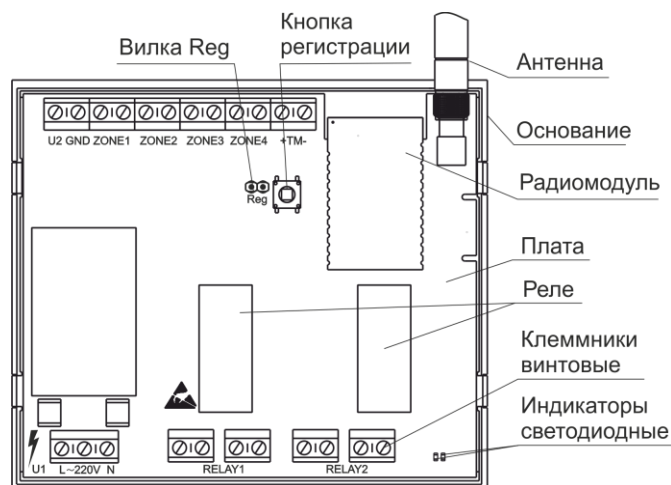 Кнопка
регистрации
Вилка Reg
Антенна
Основание
U2 GND ZONE1 ZONE2 ZONE3 ZONE4 +TM-
Радиомодуль
Reg
Плата
Реле
Клеммники
винтовые
Индикаторы
светодиодные
U1 L~220V N RELAY1 RELAY2